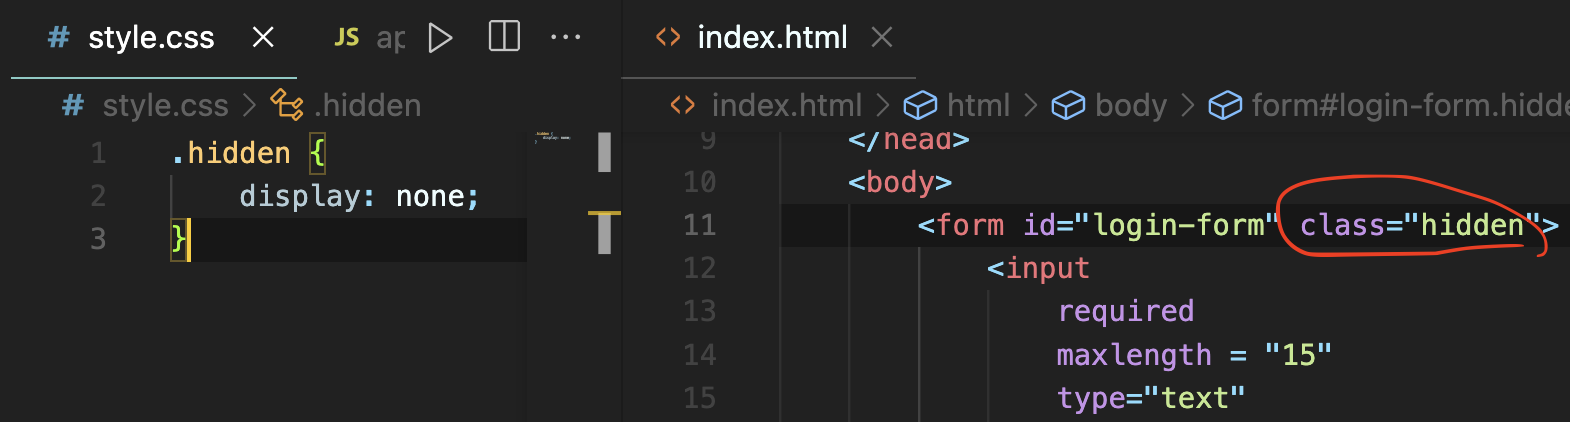 # style.css × JS ap ...
# style.css > .hidden
1 .hidden {
2 display: none;
3 }
<> index.html ×
<> index.html > html > body > form#login-form.hidde
9 </head>
10 <body>
11 <form id="login-form" class="hidden">
12 <input
13 required
14 maxlength = "15"
15 type="text"